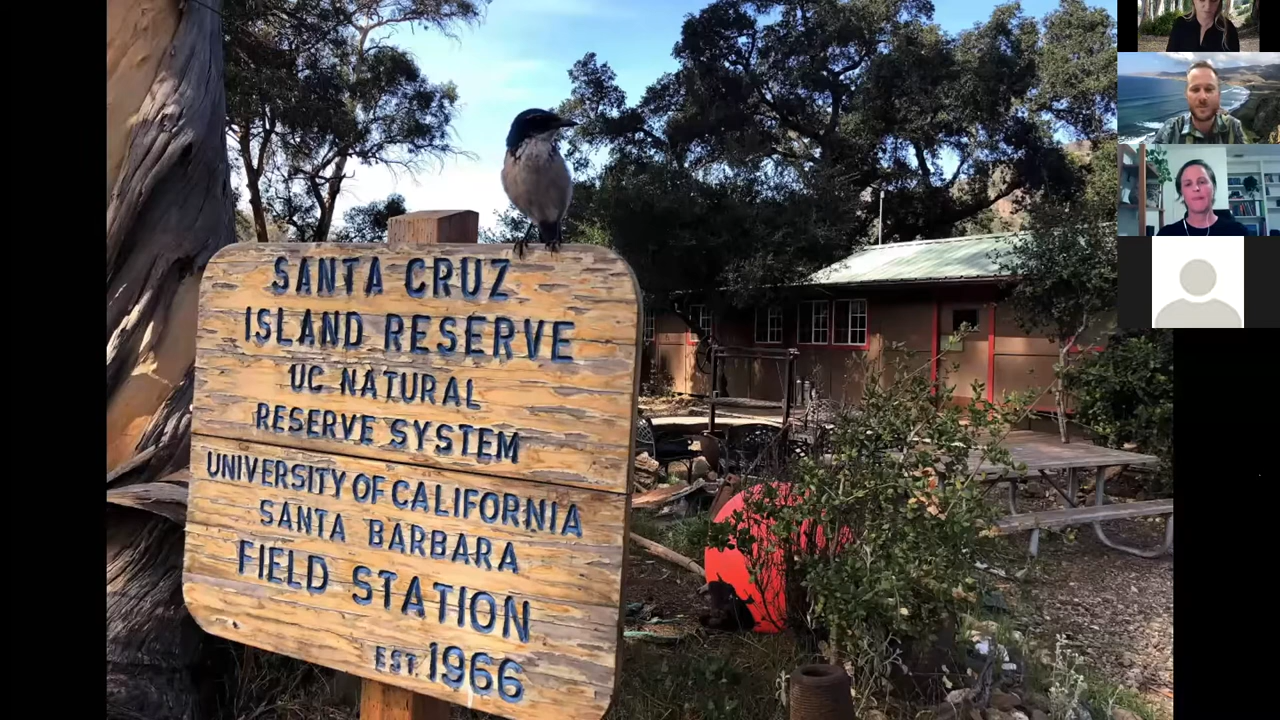 SANTA CRUZ
ISLAND RESERVE
UC NATURAL
RESERVE SYSTEM
UNIVERSITY OF CALIFORNIA
SANTA BARBARA
FIELD STATION
EST 1966